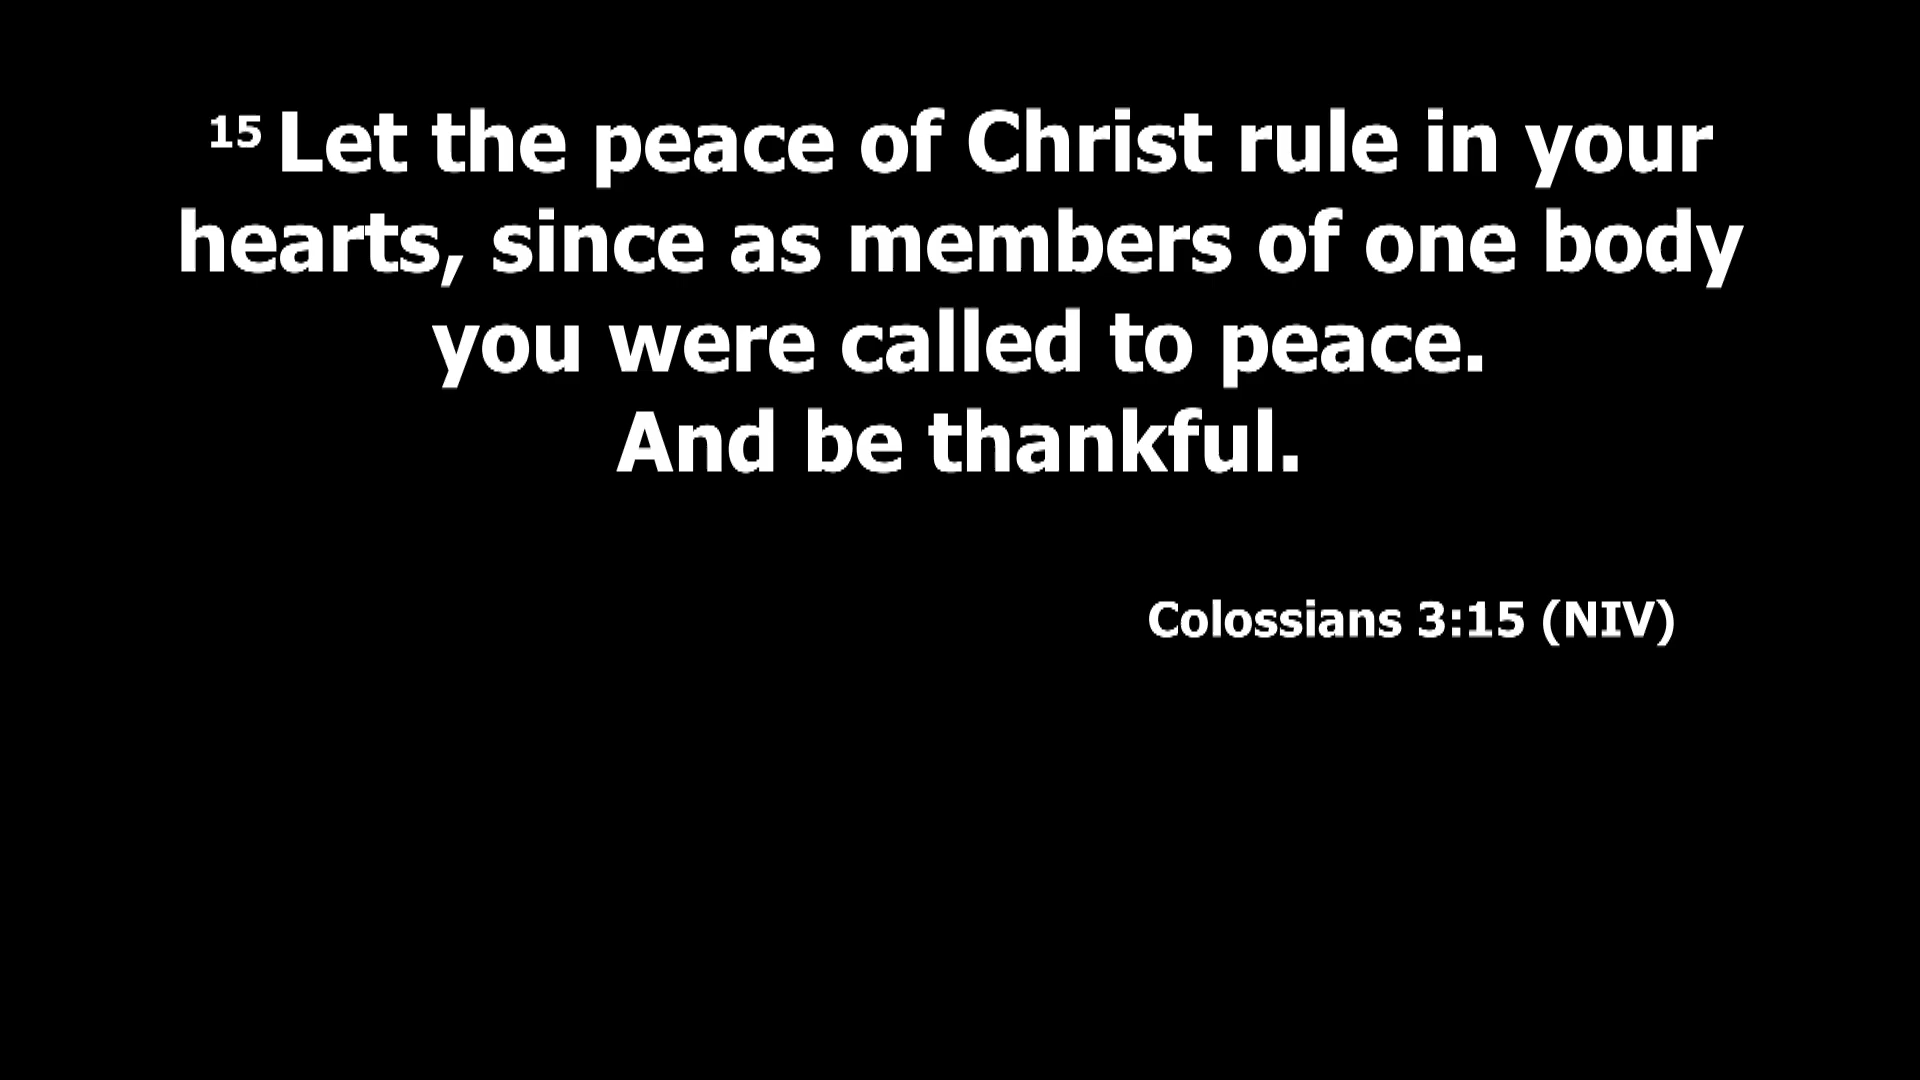 15 Let the peace of Christ rule in your
hearts, since as members of one body
you were called to peace.
And be thankful.
Colossians 3:15 (NIV)